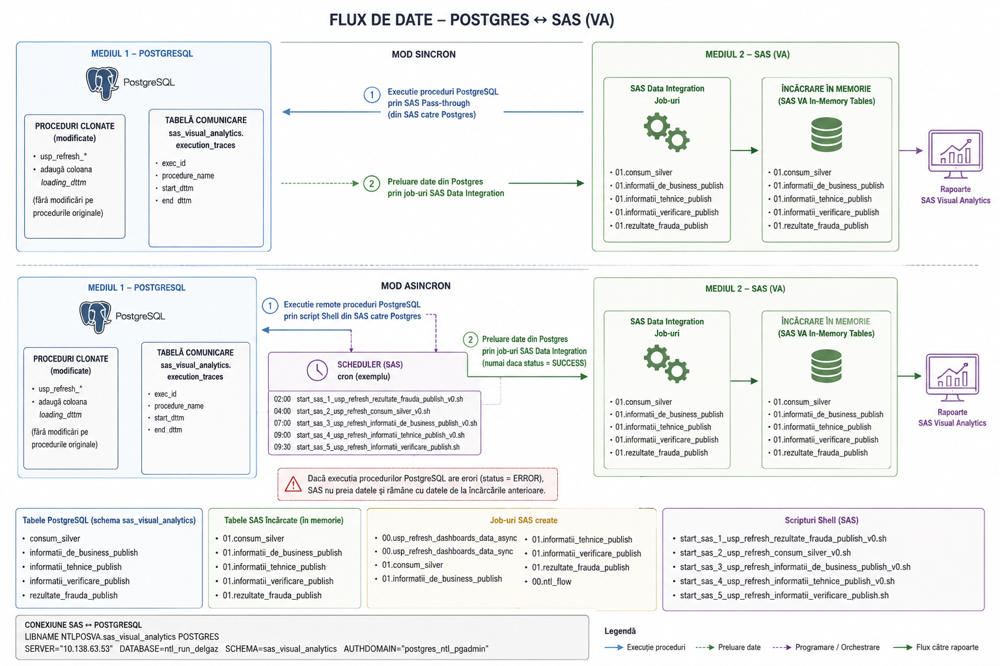 FLUX DE DATE – POSTGRES ↔ SAS (VA)
MEDIUL 1 – POSTGRESQL
PostgreSQL
PROCEDURI CLONATE
(modificate)
• usp_refresh_*
• adaugă coloana
loading_dttm
(fără modificări pe
procedurile originale)
TABELĂ COMUNICARE
sas_visual_analytics.
execution_traces
• exec_id
• procedure_name
• start_dttm
• end_dttm
MOD SINCRON
1
Executie proceduri PostgreSQL
prin SAS Pass-through
(din SAS catre Postgres)
2
Preluare date din Postgres
prin job-uri SAS Data Integration
MEDIUL 2 – SAS (VA)
SAS Data Integration
Job-uri
• 01.consum_silver
• 01.informatii_de_business_publish
• 01.informatii_tehnice_publish
• 01.informatii_verificare_publish
• 01.rezultate_frauda_publish
ÎNCĂCRARE ÎN MEMORIE
(SAS VA In-Memory Tables)
• 01.consum_silver
• 01.informatii_de_business_publish
• 01.informatii_tehnice_publish
• 01.informatii_verificare_publish
• 01.rezultate_frauda_publish
Rapoarte
SAS Visual Analytics
MEDIUL 1 – POSTGRESQL
PostgreSQL
PROCEDURI CLONATE
(modificate)
• usp_refresh_*
• adaugă coloana
loading_dttm
(fără modificări pe
procedurile originale)
TABELĂ COMUNICARE
sas_visual_analytics.
execution_traces
• exec_id
• procedure_name
• start_dttm
• end_dttm
MOD ASINCRON
1
Executie remote proceduri PostgreSQL
prin script Shell din SAS catre Postgres
2
Preluare date din Postgres
prin job-uri SAS Data Integration
(numai daca status = SUCCESS)
SCHEDULER (SAS)
cron (exemplu)
02:00 start_sas_1_usp_refresh_rezultate_frauda_publish_v0.sh
04:00 start_sas_2_usp_refresh_consum_silver_v0.sh
07:00 start_sas_3_usp_refresh_informatii_de_business_publish_v0.sh
09:00 start_sas_4_usp_refresh_informatii_tehnice_publish_v0.sh
09:30 start_sas_5_usp_refresh_informatii_verificare_publish.sh
Dacă executia procedurilor PostgreSQL are erori (status = ERROR),
SAS nu preia datele și râmâne cu datele de la încârcările anterioare.
MEDIUL 2 – SAS (VA)
SAS Data Integration
Job-uri
• 01.consum_silver
• 01.informatii_de_business_publish
• 01.informatii_tehnice_publish
• 01.informatii_verificare_publish
• 01.rezultate_frauda_publish
ÎNCĂCRARE ÎN MEMORIE
(SAS VA In-Memory Tables)
• 01.consum_silver
• 01.informatii_de_business_publish
• 01.informatii_tehnice_publish
• 01.informatii_verificare_publish
• 01.rezultate_frauda_publish
Rapoarte
SAS Visual Analytics
Tabele PostgreSQL (schema sas_visual_analytics)
• consum_silver
• informatii_de_business_publish
• informatii_tehnice_publish
• informatii_verificare_publish
• rezultate_frauda_publish
Tabele SAS încărcate (în memorie)
• 01.consum_silver
• 01.informatii_de_business_publish
• 01.informatii_tehnice_publish
• 01.informatii_verificare_publish
• 01.rezultate_frauda_publish
Job-uri SAS create
• 00.usp_refresh_dashboards_data_async
• 00.usp_refresh_dashboards_data_sync
• 01.consum_silver
• 01.informatii_de_business_publish
• 01.informatii_tehnice_publish
• 01.informatii_verificare_publish
• 01.rezultate_frauda_publish
• 00.ntl_flow
Scripturi Shell (SAS)
• start_sas_1_usp_refresh_rezultate_frauda_publish_v0.sh
• start_sas_2_usp_refresh_consum_silver_v0.sh
• start_sas_3_usp_refresh_informatii_de_business_publish_v0.sh
• start_sas_4_usp_refresh_informatii_tehnice_publish_v0.sh
• start_sas_5_usp_refresh_informatii_verificare_publish.sh
CONEXIUNE SAS ↔ POSTGRESQL
LIBNAME NTLPOSVA.sas_visual_analytics POSTGRES
SERVER="10.138.63.53" DATABASE=ntl_run_delgaz SCHEMA=sas_visual_analytics AUTHDOMAIN="postgres_ntl_pgadmin"
Legendă
Execuție proceduri
Preluare date
Programare / Orchestrare
Flux către rapoarte